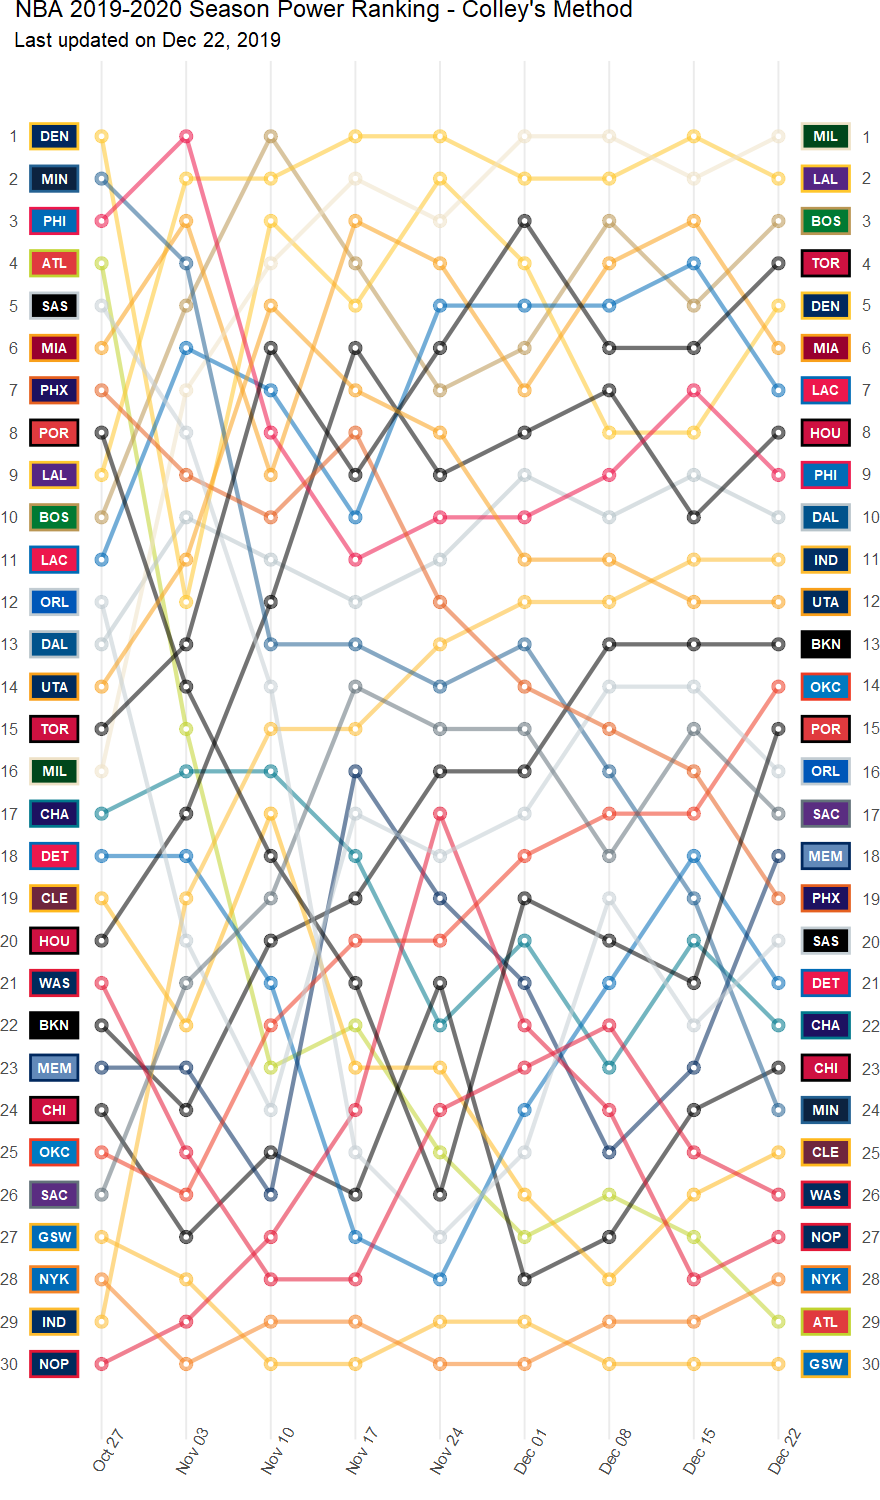 NBA 2019-2020 Season Power Ranking - Colley's Method
Last updated on Dec 22, 2019
1 DEN MIL 1
2 MIN LAL 2
3 PHI BOS 3
4 ATL TOR 4
5 SAS DEN 5
6 MIA MIA 6
7 PHX LAC 7
8 POR HOU 8
9 LAL PHI 9
10 BOS DAL 10
11 LAC IND 11
12 ORL UTA 12
13 DAL BKN 13
14 UTA OKC 14
15 TOR POR 15
16 MIL ORL 16
17 CHA SAC 17
18 DET MEM 18
19 CLE PHX 19
20 HOU SAS 20
21 WAS DET 21
22 BKN CHA 22
23 MEM CHI 23
24 CHI MIN 24
25 OKC CLE 25
26 SAC WAS 26
27 GSW NOP 27
28 NYK NYK 28
29 IND ATL 29
30 NOP GSW 30
Oct 27 Nov 03 Nov 10 Nov 17 Nov 24 Dec 01 Dec 08 Dec 15 Dec 22